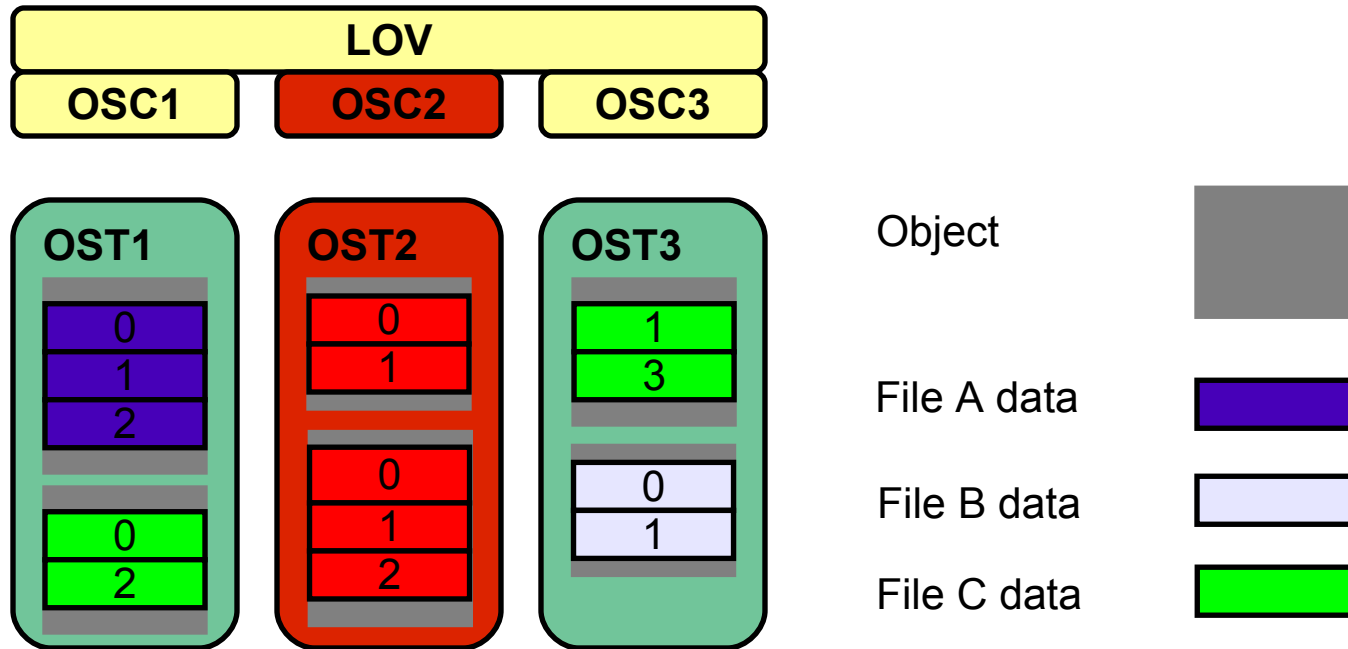 LOV
OSC1 OSC2 OSC3
OST1
0
1
2
0
2
OST2
0
1
0
1
2
OST3
1
3
0
1
Object
File A data
File B data
File C data